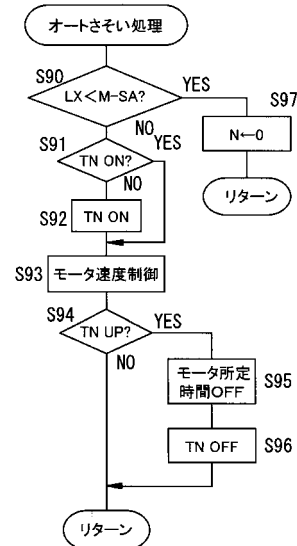 オートさそい処理
S90
LX<M-SA?
YES
S97
N←0
リターン
NO
S91
TN ON?
YES
NO
S92
TN ON
S93
モータ速度制御
S94
TN UP?
YES
NO
モータ所定
時間OFF
S95
TN OFF
S96
リターン